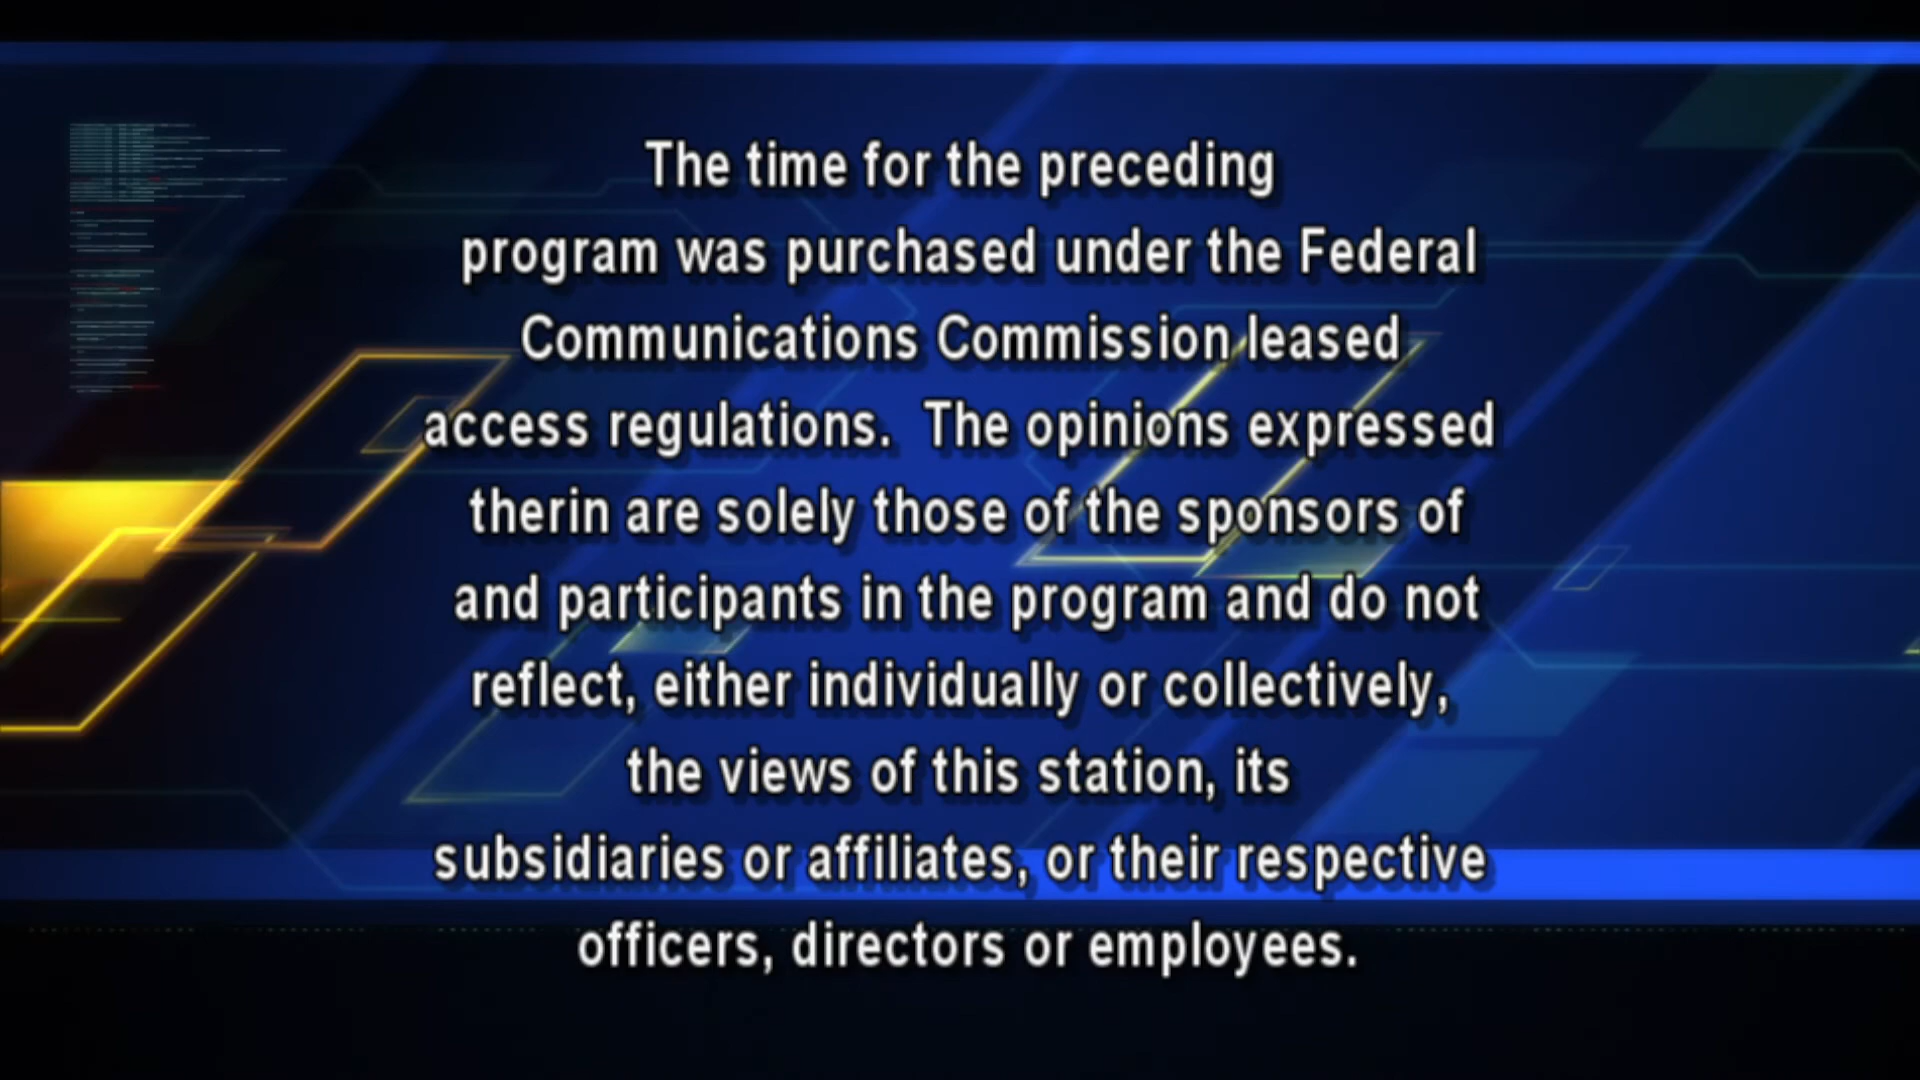 The time for the preceding
program was purchased under the Federal
Communications Commission leased
access regulations.  The opinions expressed
therin are solely those of the sponsors of
and participants in the program and do not
reflect, either individually or collectively,
the views of this station, its
subsidiaries or affiliates, or their respective
officers, directors or employees.